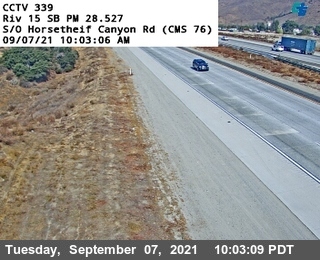 CCTV 339
Riv 15 SB PM 28.527
S/O Horsetheif Canyon Rd (CMS 76)
09/07/21 10:03:06 AM
Tuesday, September 07, 2021 10:03:09 PDT